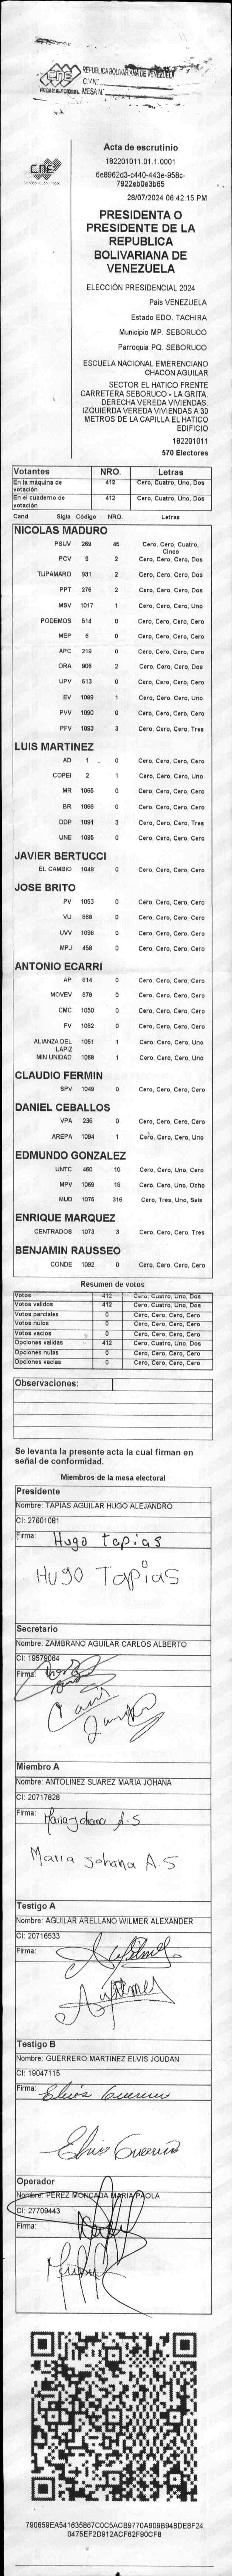 CNE
REPUBLICA BOLIVARIANA DE VENEZUELA
C.V.N°
PODER ELECTORAL MESA N°
CNE
Acta de escrutinio
182201011.01.1.0001
6e8962d3-c440-443e-958c-
7922eb0e3b65
28/07/2024 06:42:15 PM
PRESIDENTA O
PRESIDENTE DE LA
REPUBLICA
BOLIVARIANA DE
VENEZUELA
ELECCIÓN PRESIDENCIAL 2024
Pais VENEZUELA
Estado EDO. TACHIRA
Municipio MP. SEBORUCO
Parroquia PQ. SEBORUCO
ESCUELA NACIONAL EMERENCIANO
CHACON AGUILAR
SECTOR EL HATICO FRENTE
CARRETERA SEBORUCO - LA GRITA.
DERECHA VEREDA VIVIENDAS.
IZQUIERDA VEREDA VIVIENDAS A 30
METROS DE LA CAPILLA EL HATICO
EDIFICIO
182201011
570 Electores
Votantes NRO. Letras
En la máquina de votación 412 Cero, Cuatro, Uno, Dos
En el cuaderno de votación 412 Cero, Cuatro, Uno, Dos
Cand. Sigla Código NRO. Letras
NICOLAS MADURO
PSUV 269 45 Cero, Cero, Cuatro, Cinco
PCV 9 2 Cero, Cero, Cero, Dos
TUPAMARO 931 2 Cero, Cero, Cero, Dos
PPT 276 2 Cero, Cero, Cero, Dos
MSV 1017 1 Cero, Cero, Cero, Uno
PODEMOS 514 0 Cero, Cero, Cero, Cero
MEP 6 0 Cero, Cero, Cero, Cero
APC 219 0 Cero, Cero, Cero, Cero
ORA 906 2 Cero, Cero, Cero, Dos
UPV 513 0 Cero, Cero, Cero, Cero
EV 1089 1 Cero, Cero, Cero, Uno
PVV 1090 0 Cero, Cero, Cero, Cero
PFV 1093 3 Cero, Cero, Cero, Tres
LUIS MARTINEZ
AD 1 0 Cero, Cero, Cero, Cero
COPEI 2 1 Cero, Cero, Cero, Uno
MR 1065 0 Cero, Cero, Cero, Cero
BR 1066 0 Cero, Cero, Cero, Cero
DDP 1091 3 Cero, Cero, Cero, Tres
UNE 1095 0 Cero, Cero, Cero, Cero
JAVIER BERTUCCI
EL CAMBIO 1048 0 Cero, Cero, Cero, Cero
JOSE BRITO
PV 1053 0 Cero, Cero, Cero, Cero
VU 868 0 Cero, Cero, Cero, Cero
UVV 1096 0 Cero, Cero, Cero, Cero
MPJ 458 0 Cero, Cero, Cero, Cero
ANTONIO ECARRI
AP 814 0 Cero, Cero, Cero, Cero
MOVEV 878 0 Cero, Cero, Cero, Cero
CMC 1050 0 Cero, Cero, Cero, Cero
FV 1062 0 Cero, Cero, Cero, Cero
ALIANZA DEL LAPIZ 1051 1 Cero, Cero, Cero, Uno
MIN UNIDAD 1068 1 Cero, Cero, Cero, Uno
CLAUDIO FERMIN
SPV 1049 0 Cero, Cero, Cero, Cero
DANIEL CEBALLOS
VPA 236 0 Cero, Cero, Cero, Cero
AREPA 1094 1 Cero, Cero, Cero, Uno
EDMUNDO GONZALEZ
UNTC 460 10 Cero, Cero, Uno, Cero
MPV 1069 18 Cero, Cero, Uno, Ocho
MUD 1076 316 Cero, Tres, Uno, Seis
ENRIQUE MARQUEZ
CENTRADOS 1073 3 Cero, Cero, Cero, Tres
BENJAMIN RAUSSEO
CONDE 1092 0 Cero, Cero, Cero, Cero
Resumen de votos
Votos 412 Cero, Cuatro, Uno, Dos
Votos validos 412 Cero, Cuatro, Uno, Dos
Votos parciales 0 Cero, Cero, Cero, Cero
Votos nulos 0 Cero, Cero, Cero, Cero
Votos vacios 0 Cero, Cero, Cero, Cero
Opciones validas 412 Cero, Cuatro, Uno, Dos
Opciones nulas 0 Cero, Cero, Cero, Cero
Opciones vacias 0 Cero, Cero, Cero, Cero
Observaciones:
Se levanta la presente acta la cual firman en
señal de conformidad.
Miembros de la mesa electoral
Presidente
Nombre: TAPIAS AGUILAR HUGO ALEJANDRO
CI: 27601081
Firma: Hugo tapias
Hugo Tapias
Secretario
Nombre: ZAMBRANO AGUILAR CARLOS ALBERTO
CI: 19579064
Firma:
Miembro A
Nombre: ANTOLINEZ SUAREZ MARIA JOHANA
CI: 20717828
Firma: Maria Johana A.S
Maria Johana A.S
Testigo A
Nombre: AGUILAR ARELLANO WILMER ALEXANDER
CI: 20716533
Firma:
Testigo B
Nombre: GUERRERO MARTINEZ ELVIS JOUDAN
CI: 19047115
Firma: Elvis Guerrero
Elvis Guerrero
Operador
Nombre: PEREZ MONCADA MARIA PAOLA
CI: 27709443
Firma:
790659EA541635867C0C5ACB9770A909B948DE8F24
0475EF2D912ACF62F90CF8